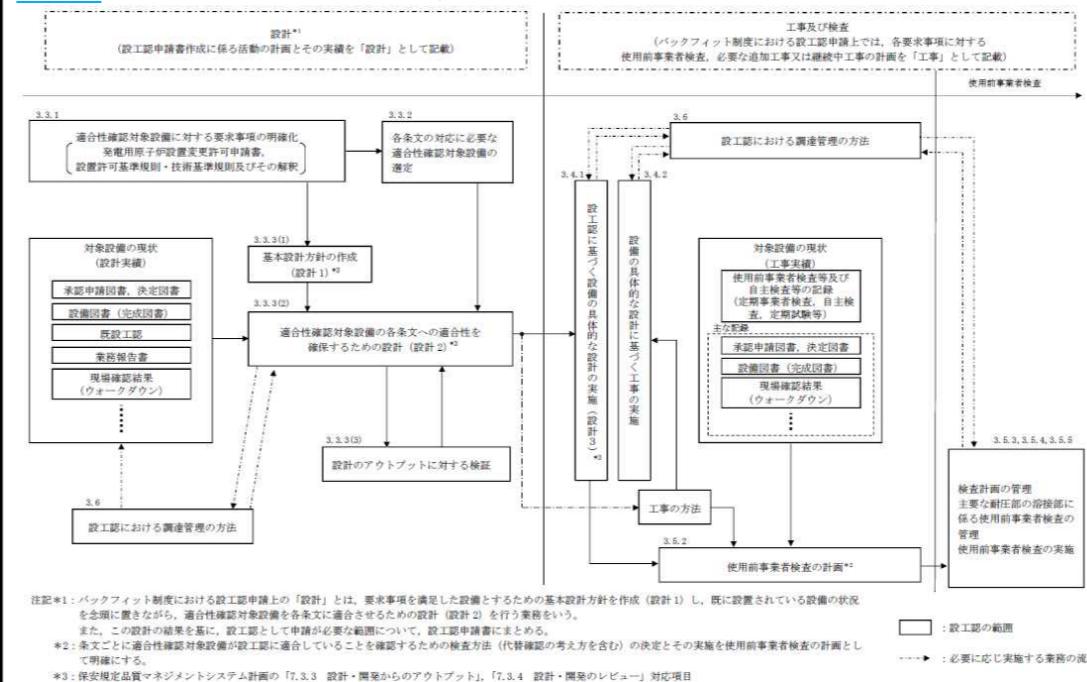 設計*1
(設工認申請書作成に係る活動の計画とその実績を「設計」として記載)
工事及び検査
(バックフィット制度における設工認申請上では、各要求事項に対する
使用前事業者検査、必要な追加工事又は継続中工事の計画を「工事」として記載)
使用前事業者検査
3.3.1
適合性確認対象設備に対する要求事項の明確化
発電用原子炉設置変更許可申請書、
設置許可基準規則・技術基準規則及びその解釈
3.3.2
各条文の対応に必要な
適合性確認対象設備の
選定
3.6
設工認における調達管理の方法
3.4.1
設工認に基づく設備の具体的な設計の実施(設計3)*3
3.4.2
設備の具体的な設計に基づく工事の実施
対象設備の現状
(設計実績)
承認申請図書、決定図書
設備図書(完成図書)
既設工認
業務報告書
現場確認結果
(ウォークダウン)
3.3.3(1)
基本設計方針の作成
(設計1)*3
3.3.3(2)
適合性確認対象設備の各条文への適合性を
確保するための設計(設計2)*3
3.3.3(3)
設計のアウトプットに対する検証
3.6
設工認における調達管理の方法
対象設備の現状
(工事実績)
使用前事業者検査等及び
自主検査等の記録
(定期事業者検査、自主検
査、定期試験等)
主な記録
承認申請図書、決定図書
設備図書(完成図書)
現場確認結果
(ウォークダウン)
工事の方法
3.5.2
使用前事業者検査の計画*2
3.5.3, 3.5.4, 3.5.5
検査計画の管理
主要な耐圧部の溶接部に
係る使用前事業者検査の
管理
使用前事業者検査の実施
注記*1:バックフィット制度における設工認申請上の「設計」とは、要求事項を満足した設備とするための基本設計方針を作成(設計1)し、既に設置されている設備の状況
を念頭に置きながら、適合性確認対象設備を各条文に適合させるための設計(設計2)を行う業務をいう。
また、この設計の結果を基に、設工認として申請が必要な範囲について、設工認申請書にまとめる。
*2:条文ごとに適合性確認対象設備が設工認に適合していることを確認するための検査方法(代替確認の考え方を含む)の決定とその実施を使用前事業者検査の計画とし
て明確にする。
*3:保安規定品質マネジメントシステム計画の「7.3.3 設計・開発からのアウトプット」、「7.3.4 設計・開発のレビュー」対応項目
:設工認の範囲
:必要に応じ実施する業務の流